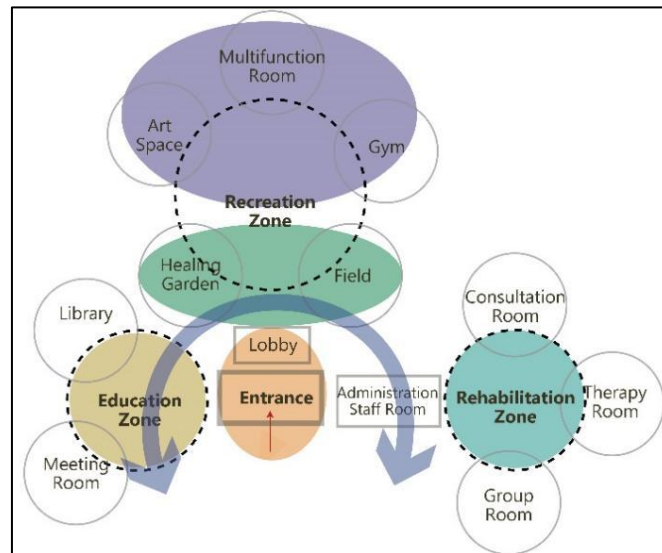 Multifunction
Room
Art
Space
Gym
Recreation
Zone
Healing
Garden
Field
Library
Education
Zone
Meeting
Room
Lobby
Entrance
Administration
Staff Room
Consultation
Room
Rehabilitation
Zone
Therapy
Room
Group
Room